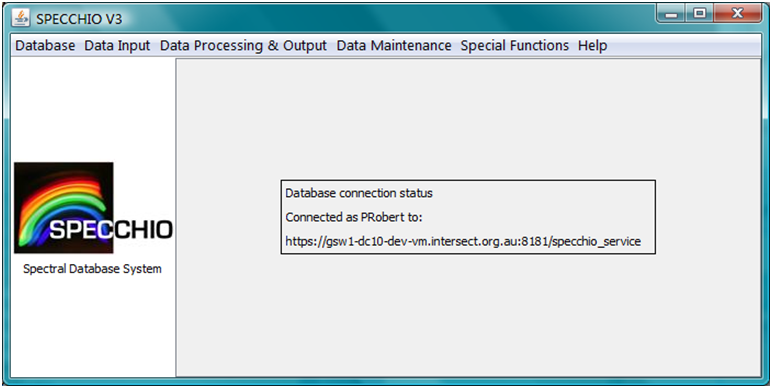 SPECCHIO V3
Database Data Input Data Processing & Output Data Maintenance Special Functions Help
Database connection status
Connected as PRobert to:
https://gsw1-dc10-dev-vm.intersect.org.au:8181/specchio_service
SPECCHIO
Spectral Database System